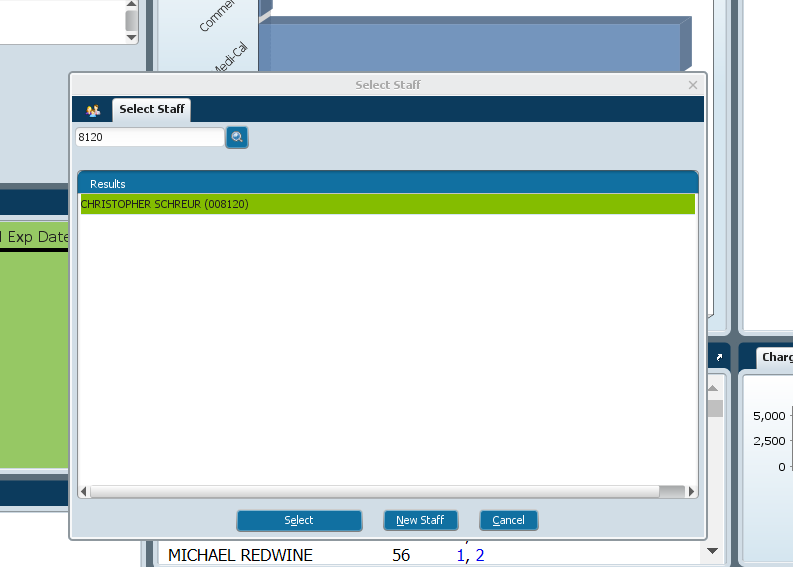 Comme
Medi-Cal
Select Staff
Select Staff
8120
Results
CHRISTOPHER SCHREUR (008120)
Exp Date
Charg
5,000
2,500
0
Select
New Staff
Cancel
MICHAEL REDWINE 56 1, 2